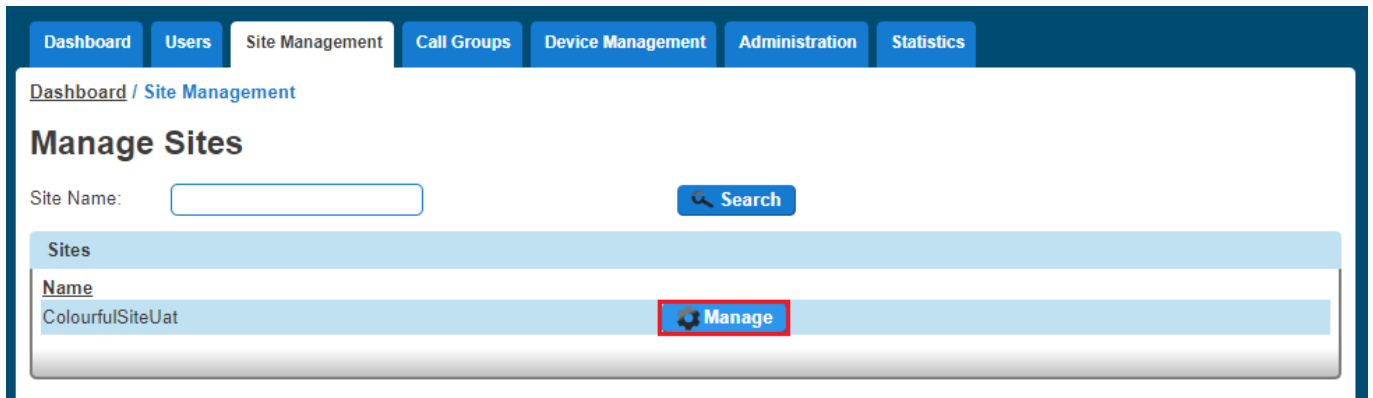 Dashboard Users Site Management Call Groups Device Management Administration Statistics
Dashboard / Site Management
Manage Sites
Site Name: Search
Sites
Name
ColourfulSiteUat Manage